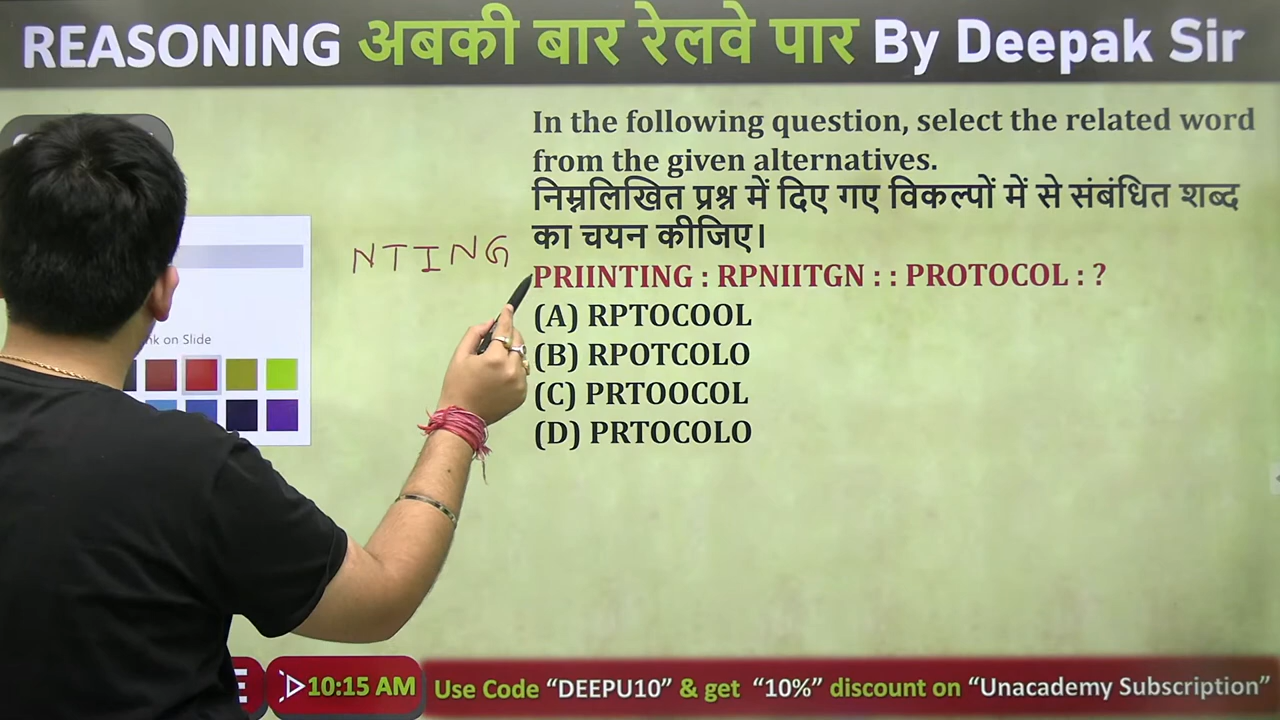 REASONING अबकी बार रेलवे पार By Deepak Sir
In the following question, select the related word
from the given alternatives.
निम्नलिखित प्रश्न में दिए गए विकल्पों में से संबंधित शब्द
का चयन कीजिए।
NTING
PRIINTING : RPNIITGN : : PROTOCOL : ?
(A) RPTOCOOL
(B) RPOTCOLO
(C) PRTOOCOL
(D) PRTOCOLO
on Slide
10:15 AM
Use Code “DEEPU10” & get “10%” discount on “Unacademy Subscription”